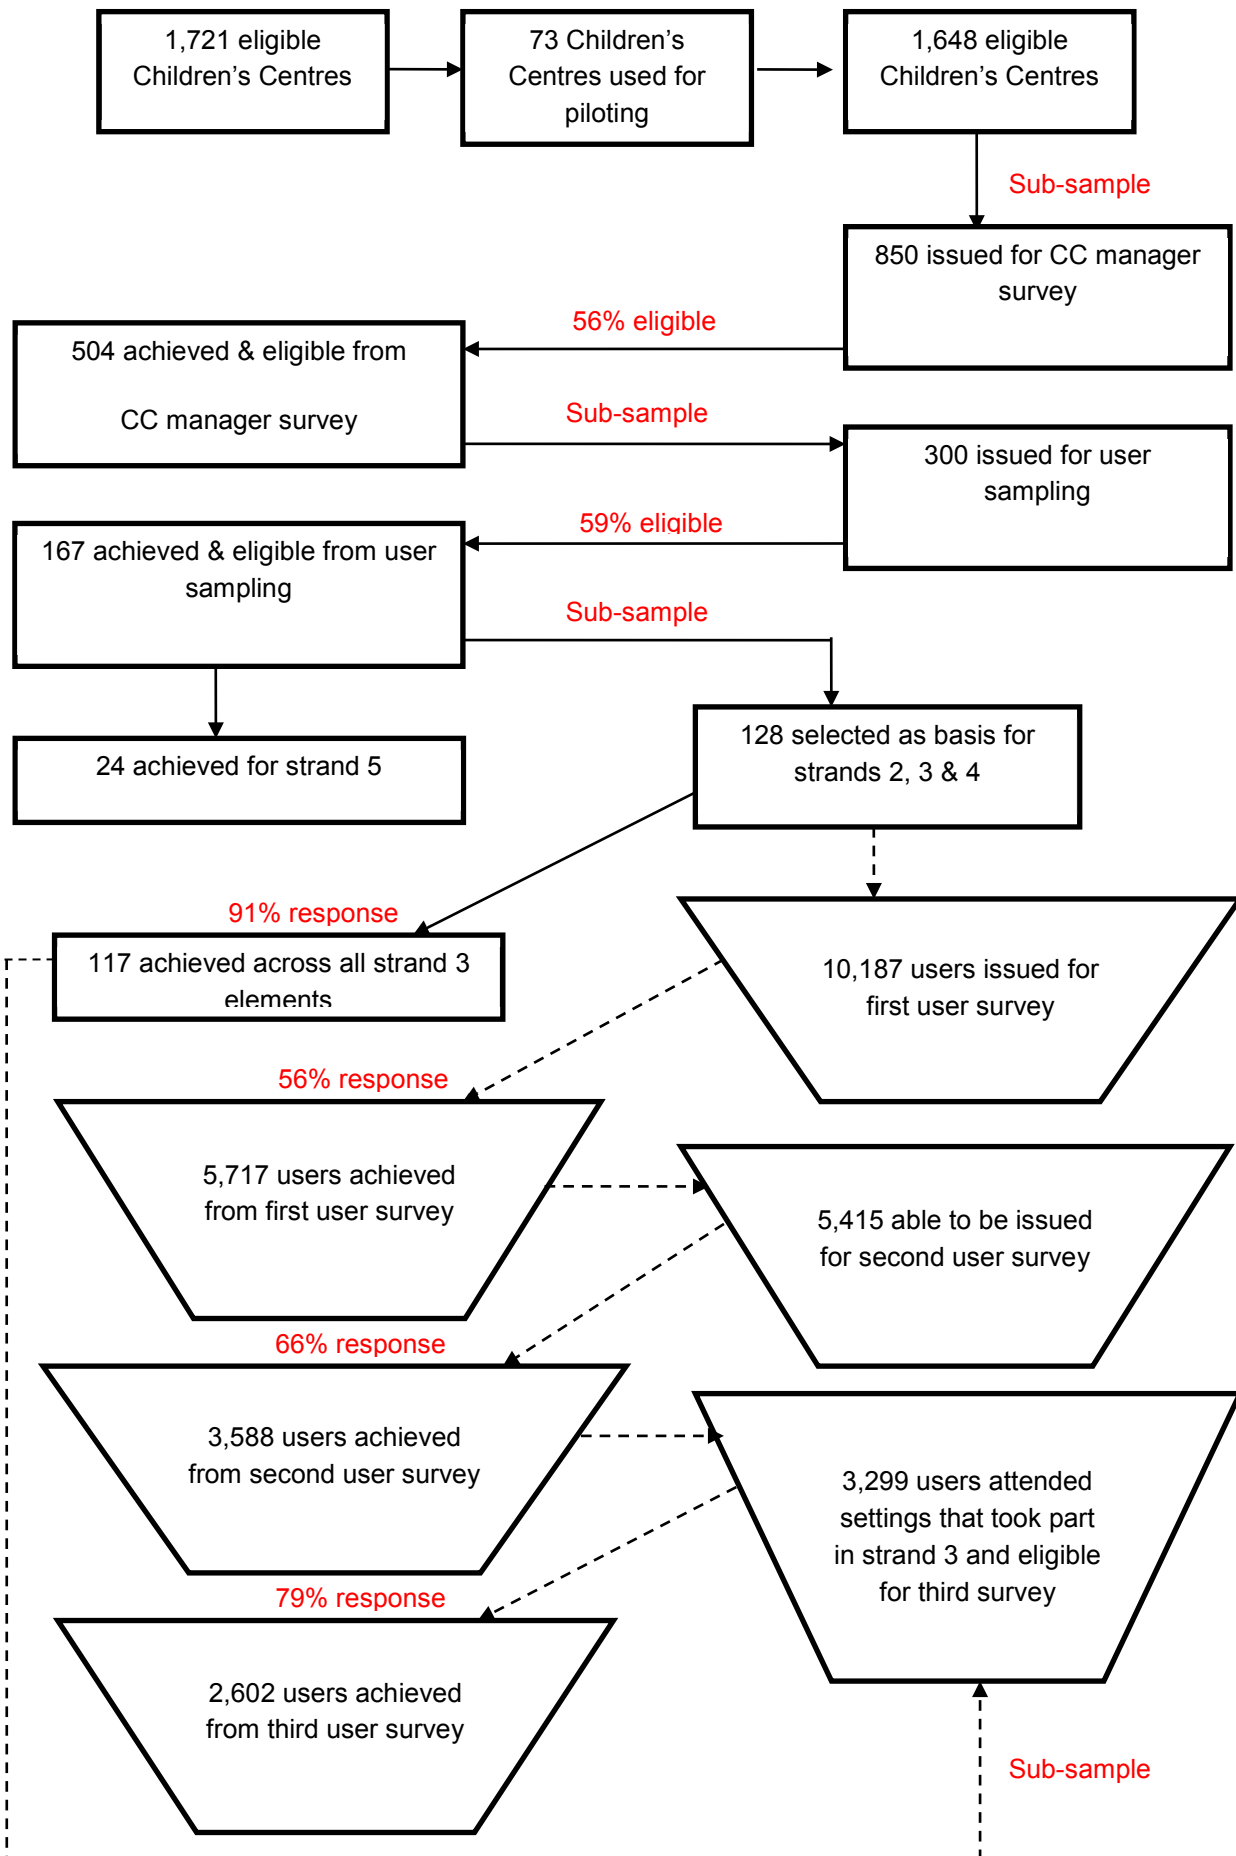 1,721 eligible
Children’s Centres
73 Children’s
Centres used for
piloting
1,648 eligible
Children’s Centres
Sub-sample
850 issued for CC manager
survey
56% eligible
504 achieved & eligible from
CC manager survey
Sub-sample
300 issued for user
sampling
59% eligible
167 achieved & eligible from user
sampling
Sub-sample
128 selected as basis for
strands 2, 3 & 4
24 achieved for strand 5
91% response
117 achieved across all strand 3
elements
10,187 users issued for
first user survey
56% response
5,717 users achieved
from first user survey
5,415 able to be issued
for second user survey
66% response
3,588 users achieved
from second user survey
3,299 users attended
settings that took part
in strand 3 and eligible
for third survey
79% response
2,602 users achieved
from third user survey
Sub-sample